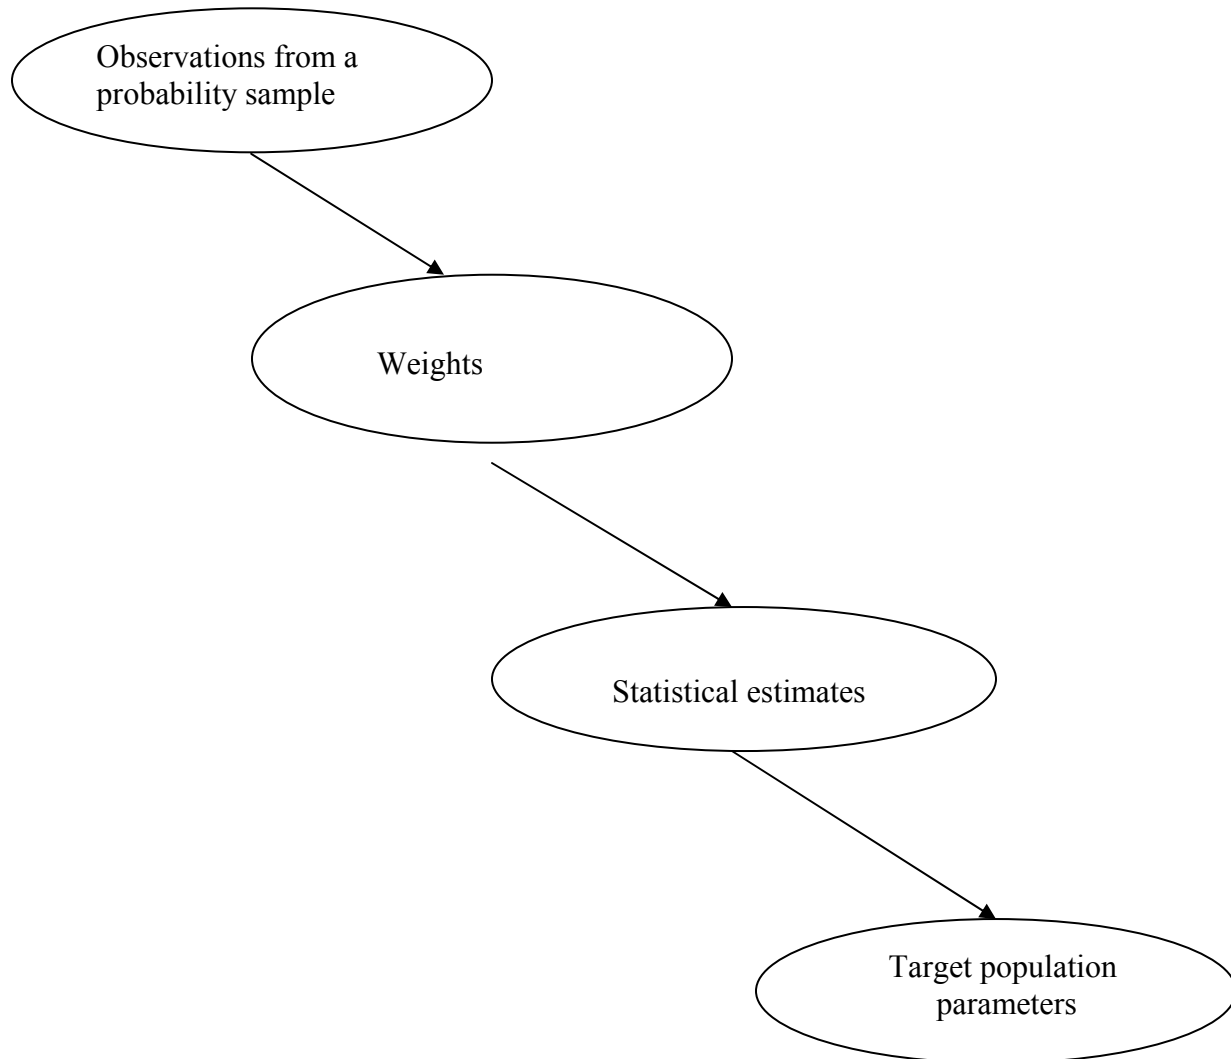 Observations from a
probability sample
Weights
Statistical estimates
Target population
parameters